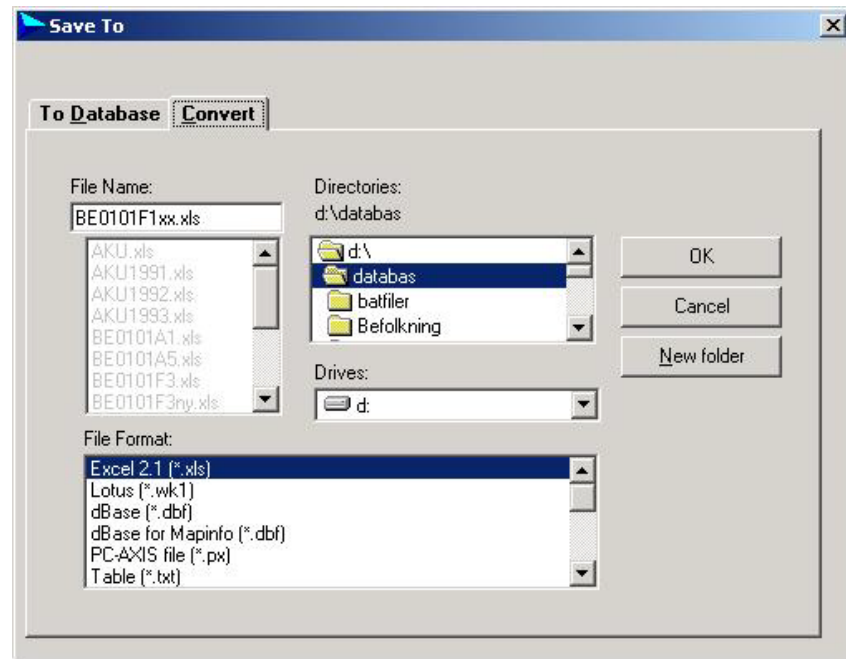 Save To
To Database Convert
File Name:
BE0101F1xx.xls
AKU.xls
AKU1991.xls
AKU1992.xls
AKU1993.xls
BE0101A1.xls
BE0101A5.xls
BE0101F3.xls
BE0101F3ny.xls
Directories:
d:\databas
d:\
databas
batfiler
Befolkning
Drives:
d:
OK
Cancel
New folder
File Format:
Excel 2.1 (*.xls)
Lotus (*.wk1)
dBase (*.dbf)
dBase for Mapinfo (*.dbf)
PC-AXIS file (*.px)
Table (*.txt)